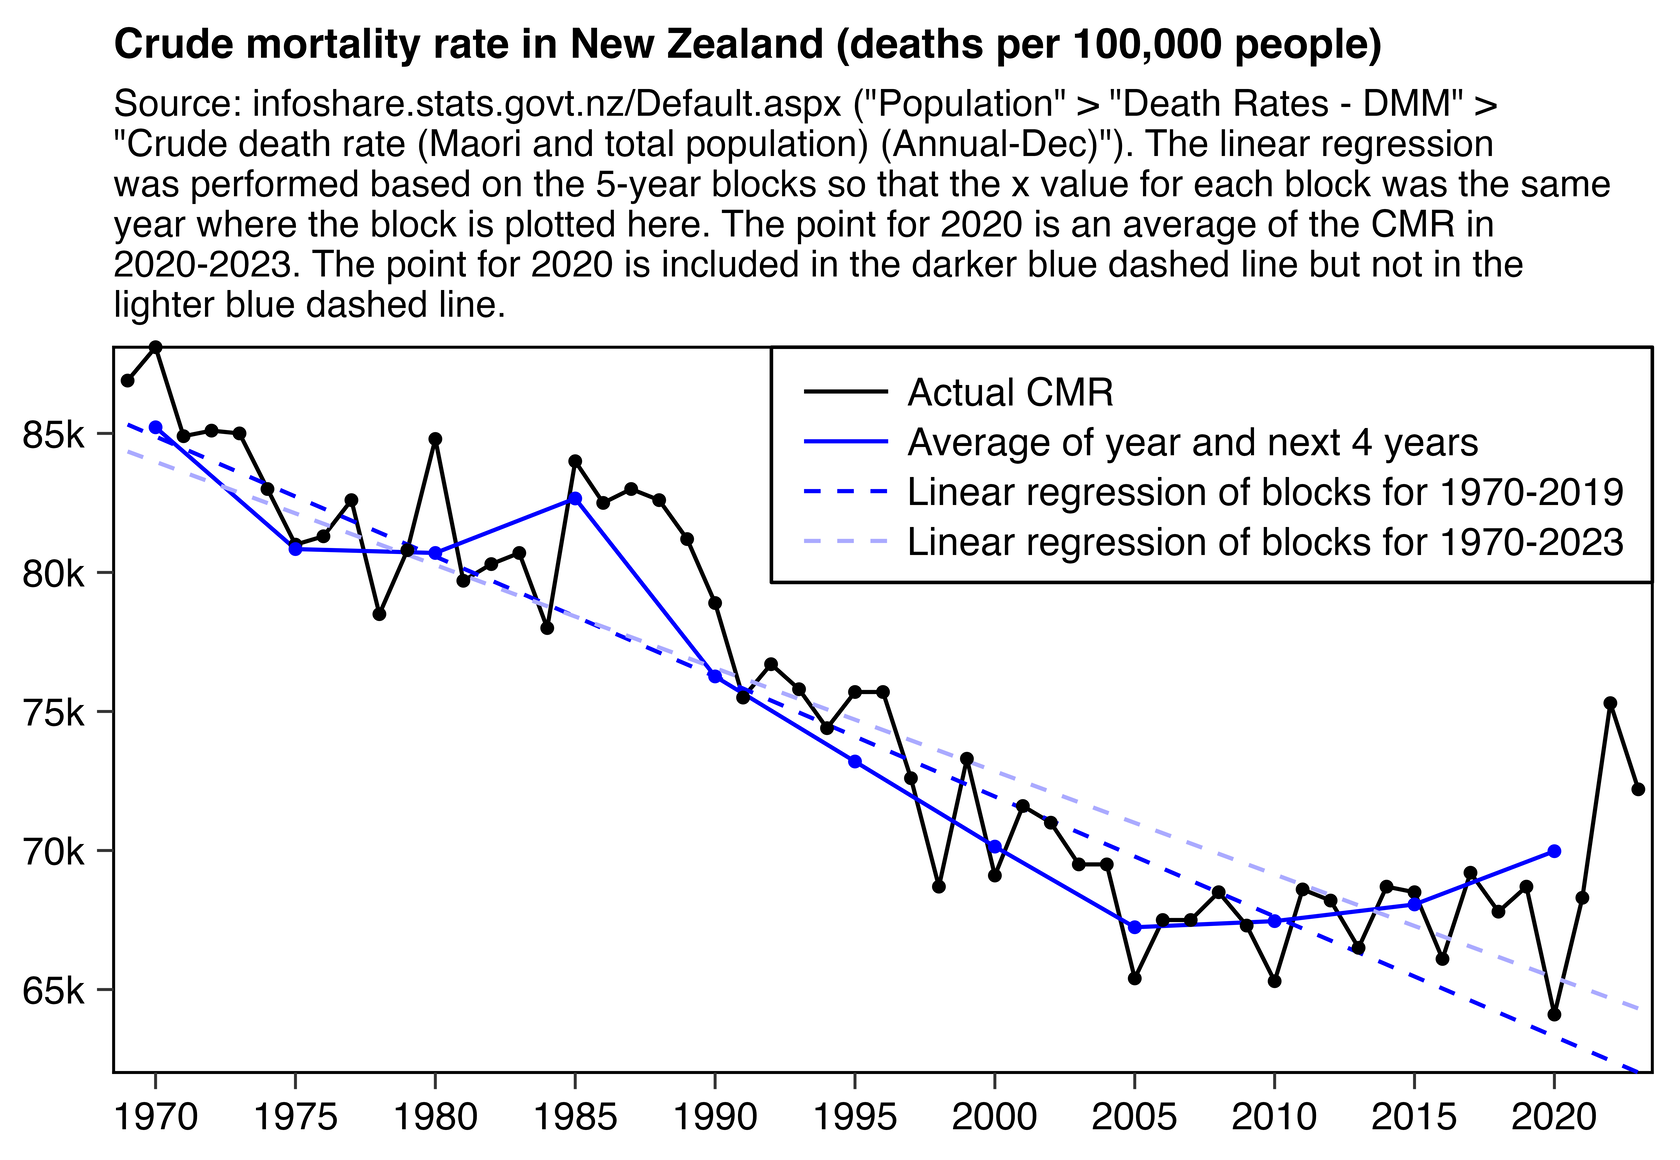 Crude mortality rate in New Zealand (deaths per 100,000 people)
Source: infoshare.stats.govt.nz/Default.aspx ("Population" > "Death Rates - DMM" >
"Crude death rate (Maori and total population) (Annual-Dec)"). The linear regression
was performed based on the 5-year blocks so that the x value for each block was the same
year where the block is plotted here. The point for 2020 is an average of the CMR in
2020-2023. The point for 2020 is included in the darker blue dashed line but not in the
lighter blue dashed line.
Actual CMR
Average of year and next 4 years
Linear regression of blocks for 1970-2019
Linear regression of blocks for 1970-2023
85k
80k
75k
70k
65k
1970 1975 1980 1985 1990 1995 2000 2005 2010 2015 2020